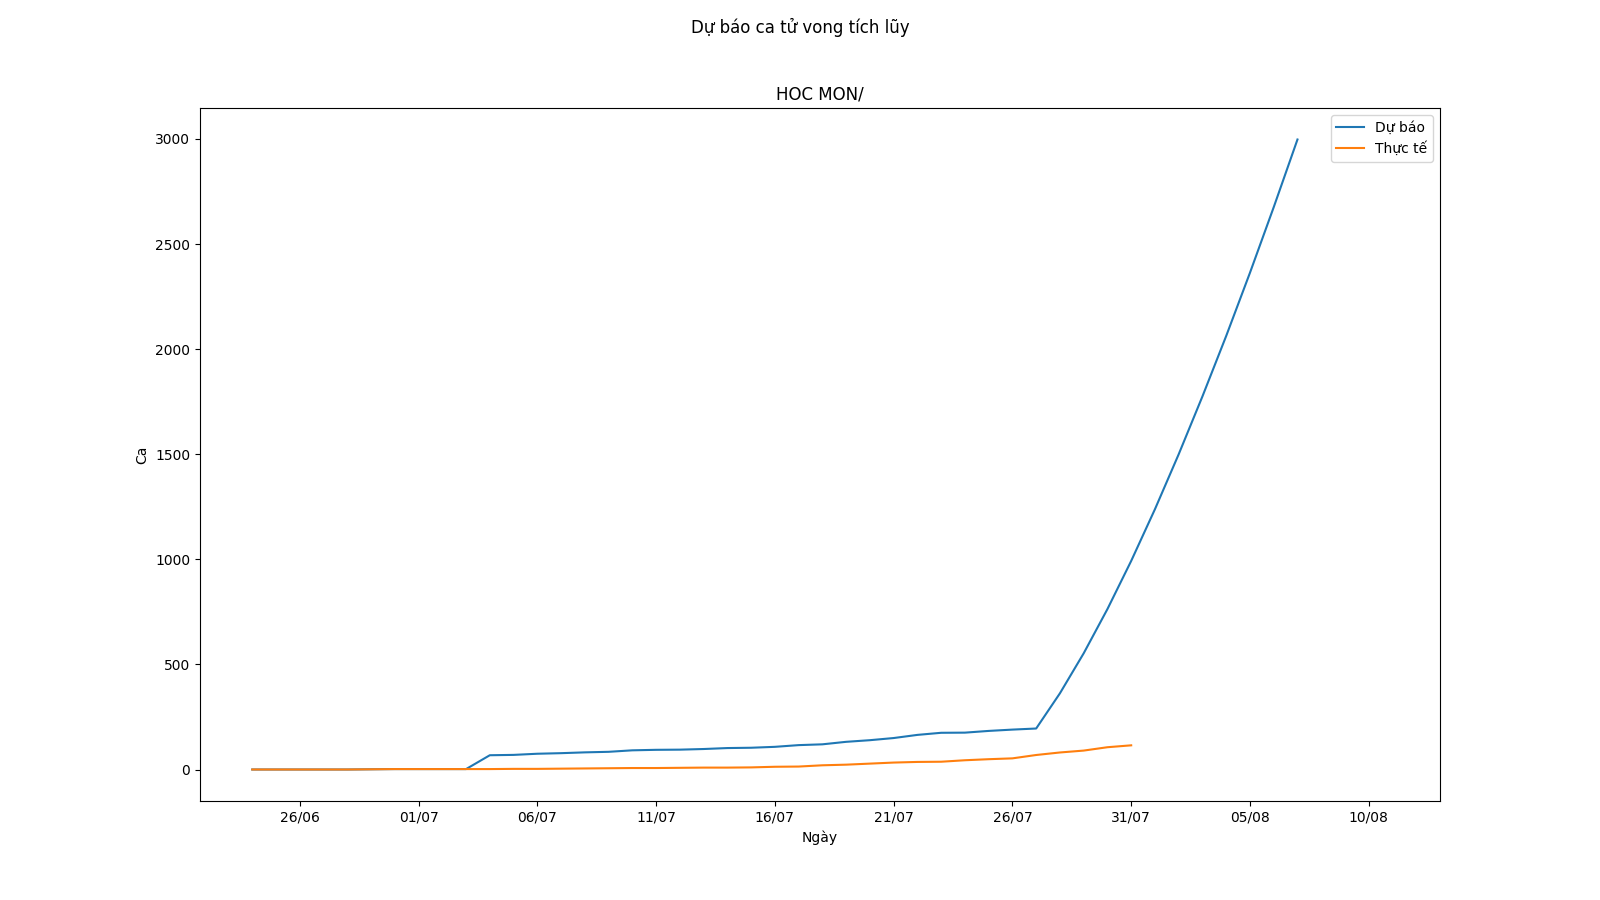 Dự báo ca tử vong tích lũy
HOC MON/
Dự báo
Thực tế
3000
2500
2000
1500
1000
500
0
Ca
26/06 01/07 06/07 11/07 16/07 21/07 26/07 31/07 05/08 10/08
Ngày